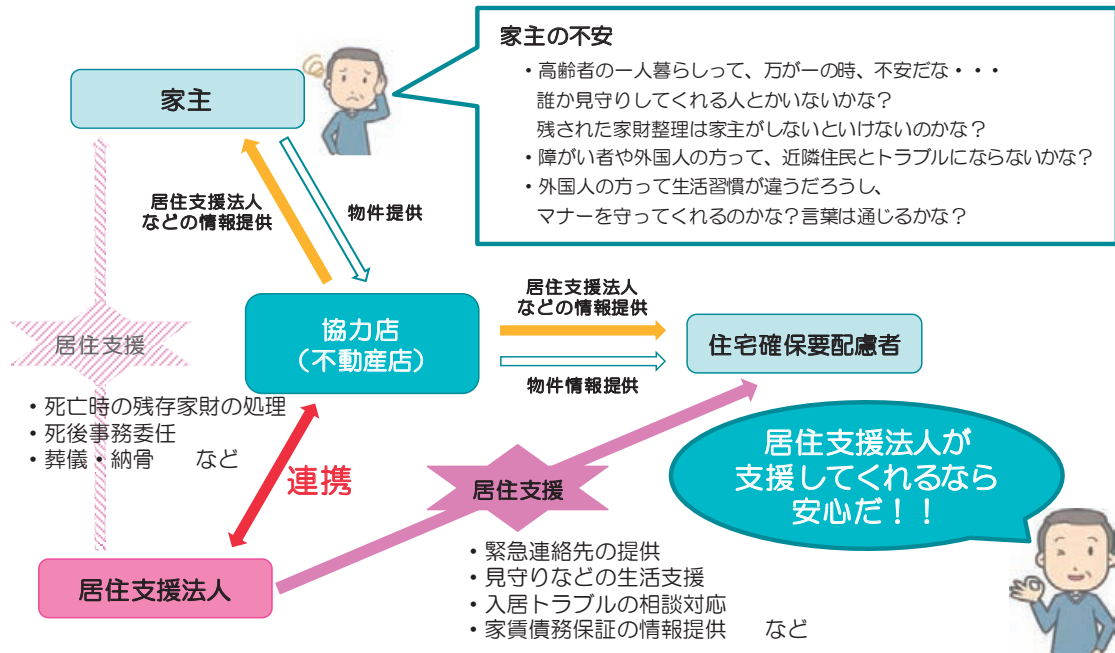 家主の不安
・高齢者の一人暮らしって、万が一の時、不安だな・・・
誰か見守りしてくれる人とかいないかな？
残された家財整理は家主がしないといけないのかな？
・障がい者や外国人の方って、近隣住民とトラブルにならないかな？
・外国人の方って生活習慣が違うだろうし、
マナーを守ってくれるのかな？言葉は通じるかな？
家主
居住支援法人
などの情報提供
物件提供
協力店
（不動産店）
居住支援法人
などの情報提供
物件情報提供
住宅確保要配慮者
居住支援
・死亡時の残存家財の処理
・死後事務委任
・葬儀・納骨　　など
連携
居住支援
居住支援法人が
支援してくれるなら
安心だ！！
居住支援法人
・緊急連絡先の提供
・見守りなどの生活支援
・入居トラブルの相談対応
・家賃債務保証の情報提供　　など